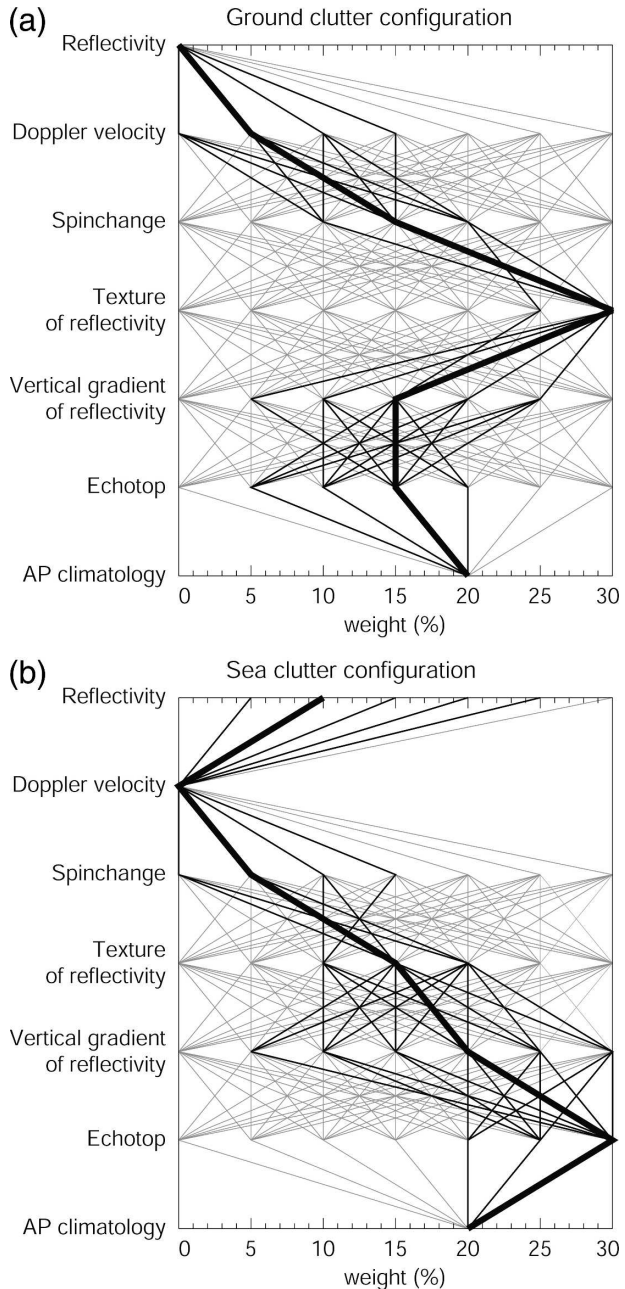 (a)
Ground clutter configuration
Reflectivity
Doppler velocity
Spinchange
Texture
of reflectivity
Vertical gradient
of reflectivity
Echotop
AP climatology
0 5 10 15 20 25 30
weight (%)
(b)
Sea clutter configuration
Reflectivity
Doppler velocity
Spinchange
Texture
of reflectivity
Vertical gradient
of reflectivity
Echotop
AP climatology
0 5 10 15 20 25 30
weight (%)